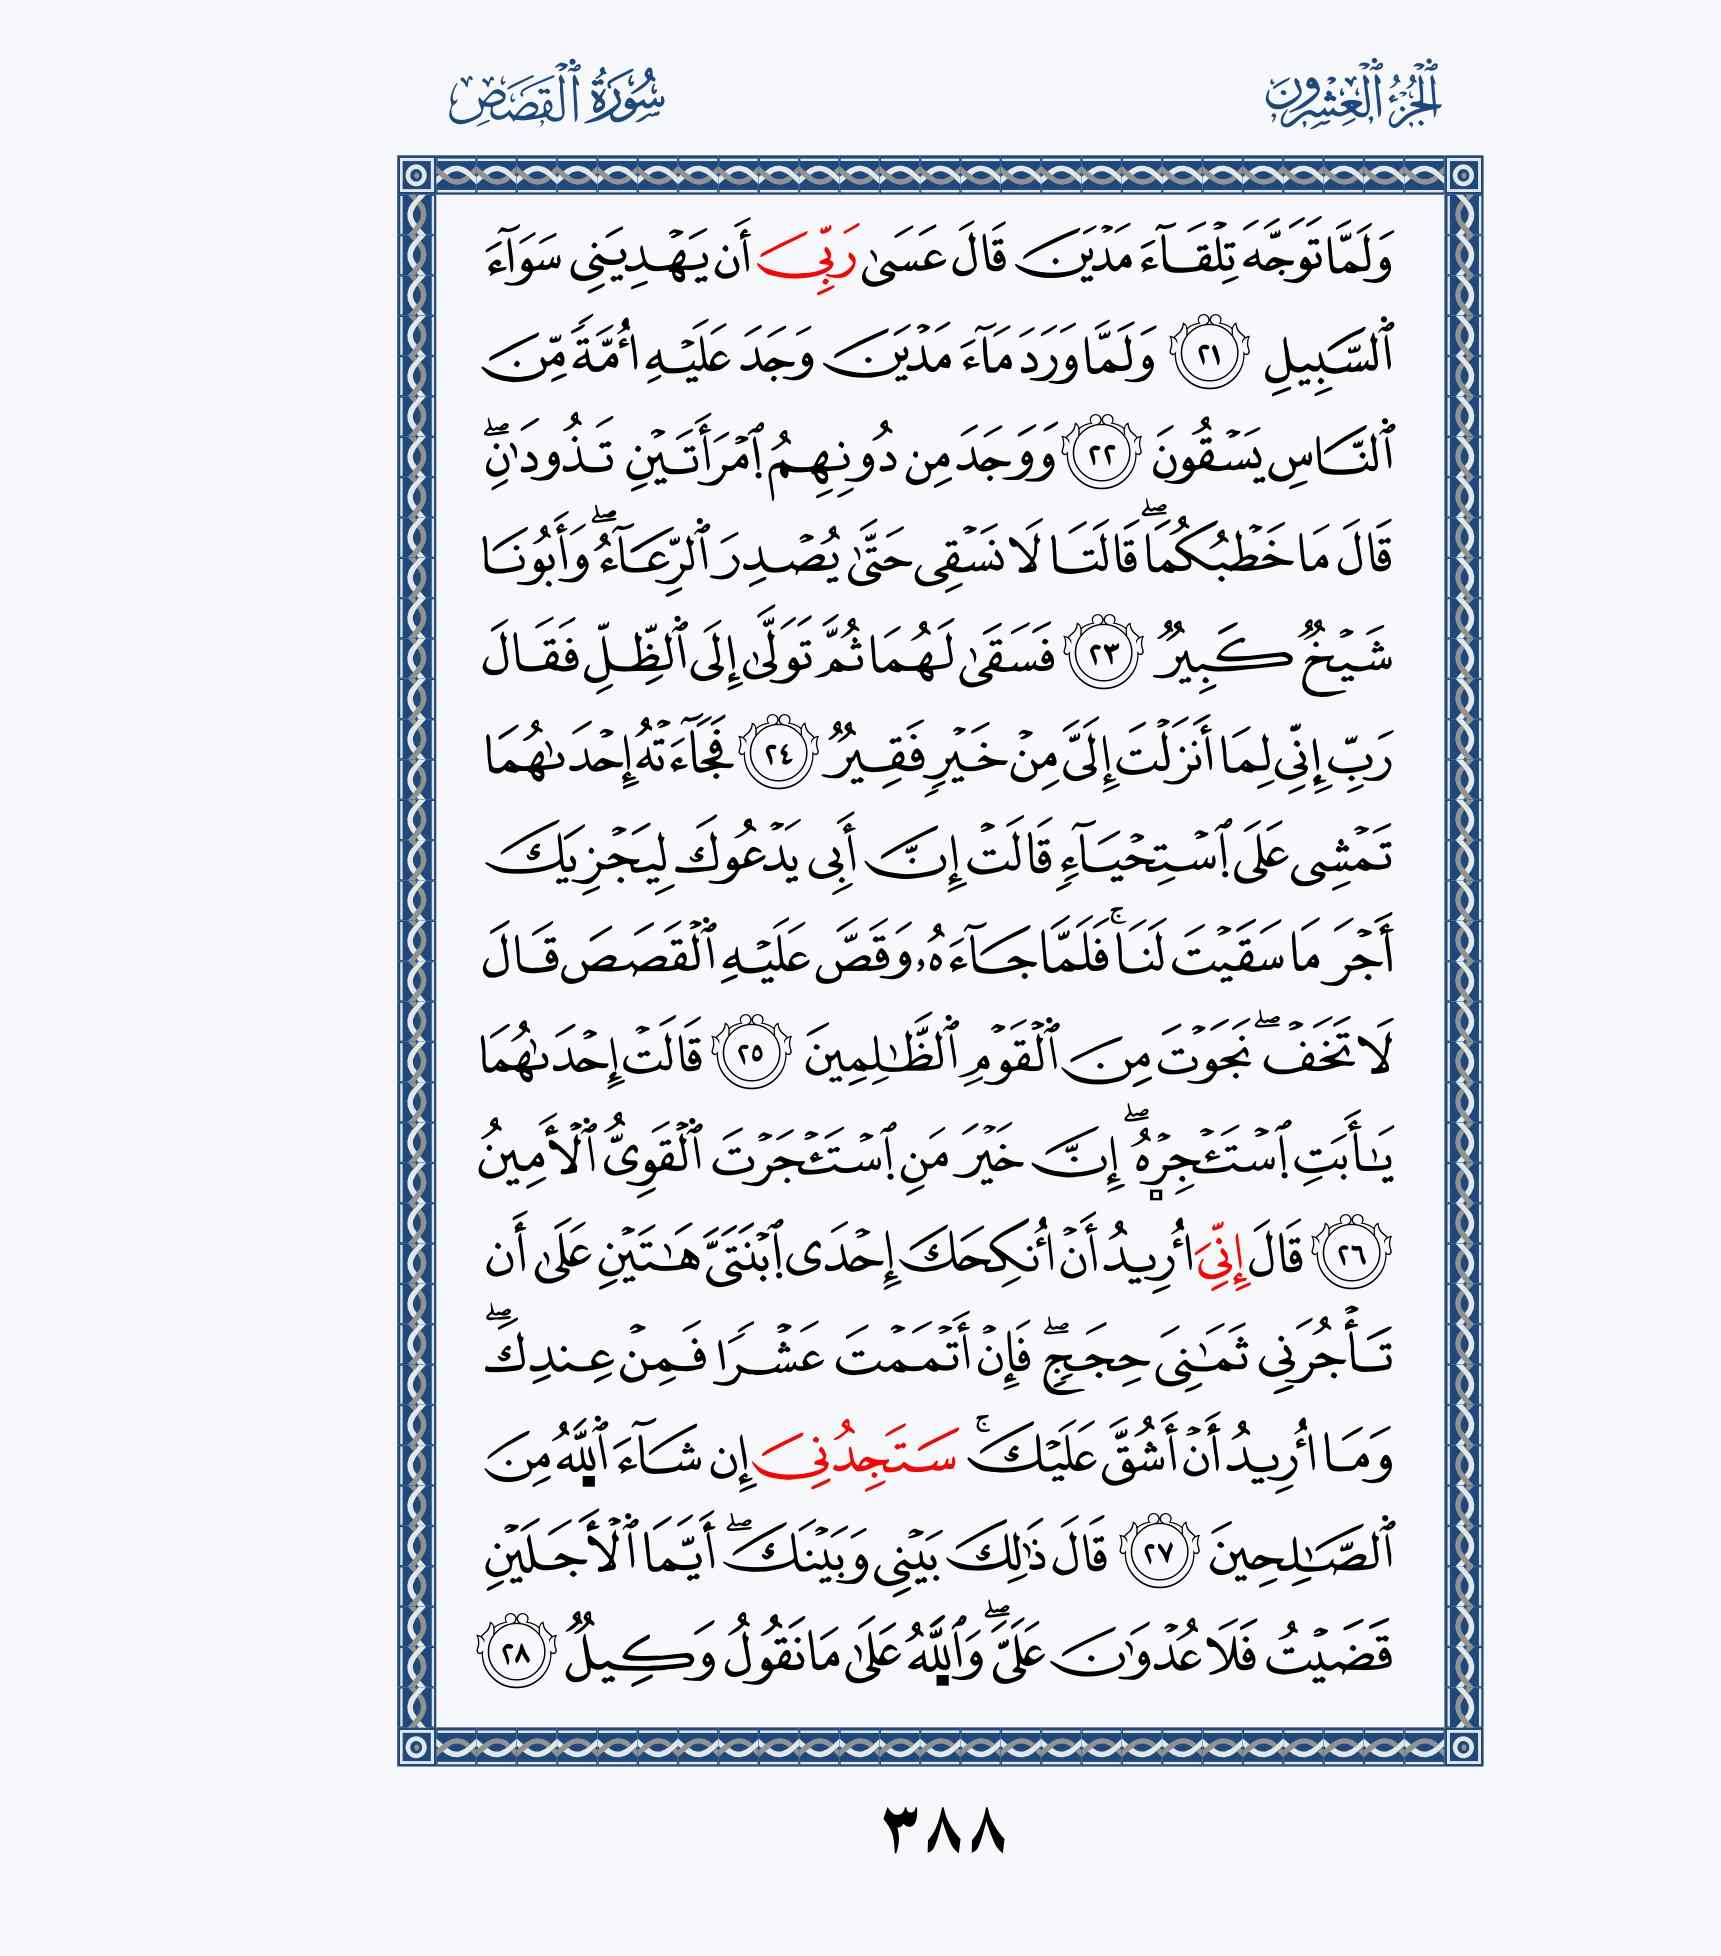 ٱلْجُزْءُ ٱلْعِشْرُونَ
سُورَةُ ٱلْقَصَصِ
وَلَمَّا تَوَجَّهَ تِلْقَآءَ مَدْيَنَ قَالَ عَسَىٰ رَبِّيَ أَن يَهْدِيَنِي سَوَآءَ
ٱلسَّبِيلِ ٢١ وَلَمَّا وَرَدَ مَآءَ مَدْيَنَ وَجَدَ عَلَيْهِ أُمَّةً مِّنَ
ٱلنَّاسِ يَسْقُونَ ٢٢ وَوَجَدَ مِن دُونِهِمُ ٱمْرَأَتَيْنِ تَذُودَٰنِۖ
قَالَ مَا خَطْبُكُمَاۖ قَالَتَا لَا نَسْقِى حَتَّىٰ يُصْدِرَ ٱلرِّعَآءُۖ وَأَبُونَا
شَيْخٌ كَبِيرٌ ٢٣ فَسَقَىٰ لَهُمَا ثُمَّ تَوَلَّىٰ إِلَى ٱلظِّلِّ فَقَالَ
رَبِّ إِنِّي لِمَا أَنزَلْتَ إِلَىَّ مِنْ خَيْرٍ فَقِيرٌ ٢٤ فَجَآءَتْهُ إِحْدَىٰهُمَا
تَمْشِى عَلَى ٱسْتِحْيَآءٍ قَالَتْ إِنَّ أَبِى يَدْعُوكَ لِيَجْزِيَكَ
أَجْرَ مَا سَقَيْتَ لَنَاۚ فَلَمَّا جَآءَهُۥ وَقَصَّ عَلَيْهِ ٱلْقَصَصَ قَالَ
لَا تَخَفْۖ نَجَوْتَ مِنَ ٱلْقَوْمِ ٱلظَّٰلِمِينَ ٢٥ قَالَتْ إِحْدَىٰهُمَا
يَٰأَبَتِ ٱسْتَـْٔجِرْهُۖ إِنَّ خَيْرَ مَنِ ٱسْتَـْٔجَرْتَ ٱلْقَوِىُّ ٱلْأَمِينُ
٢٦ قَالَ إِنِّيَ أُرِيدُ أَنْ أُنكِحَكَ إِحْدَى ٱبْنَتَىَّ هَٰتَيْنِ عَلَىٰ أَن
تَأْجُرَنِي ثَمَٰنِىَ حِجَجٍۖ فَإِنْ أَتْمَمْتَ عَشْرًا فَمِنْ عِندِكَۖ
وَمَا أُرِيدُ أَنْ أَشُقَّ عَلَيْكَۚ سَتَجِدُنِيَ إِن شَآءَ ٱللَّهُ مِنَ
ٱلصَّٰلِحِينَ ٢٧ قَالَ ذَٰلِكَ بَيْنِي وَبَيْنَكَۖ أَيَّمَا ٱلْأَجَلَيْنِ
قَضَيْتُ فَلَا عُدْوَٰنَ عَلَىَّۖ وَٱللَّهُ عَلَىٰ مَا نَقُولُ وَكِيلٌ ٢٨
٣٨٨